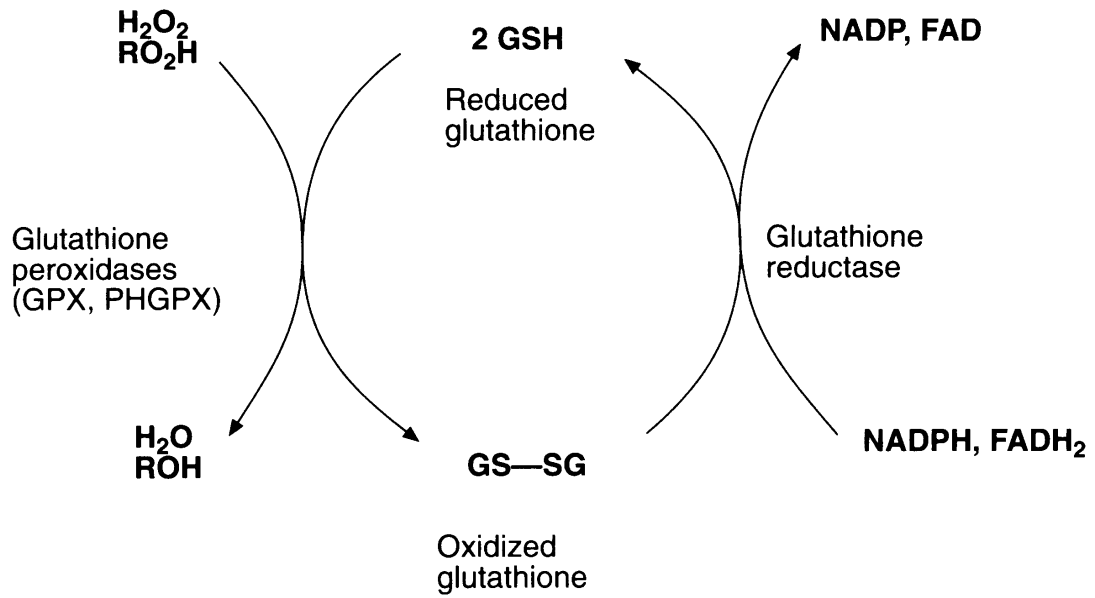 H₂O₂
RO₂H
2 GSH
NADP, FAD
Reduced
glutathione
Glutathione
peroxidases
(GPX, PHGPX)
Glutathione
reductase
H₂O
ROH
GS—SG
NADPH, FADH₂
Oxidized
glutathione